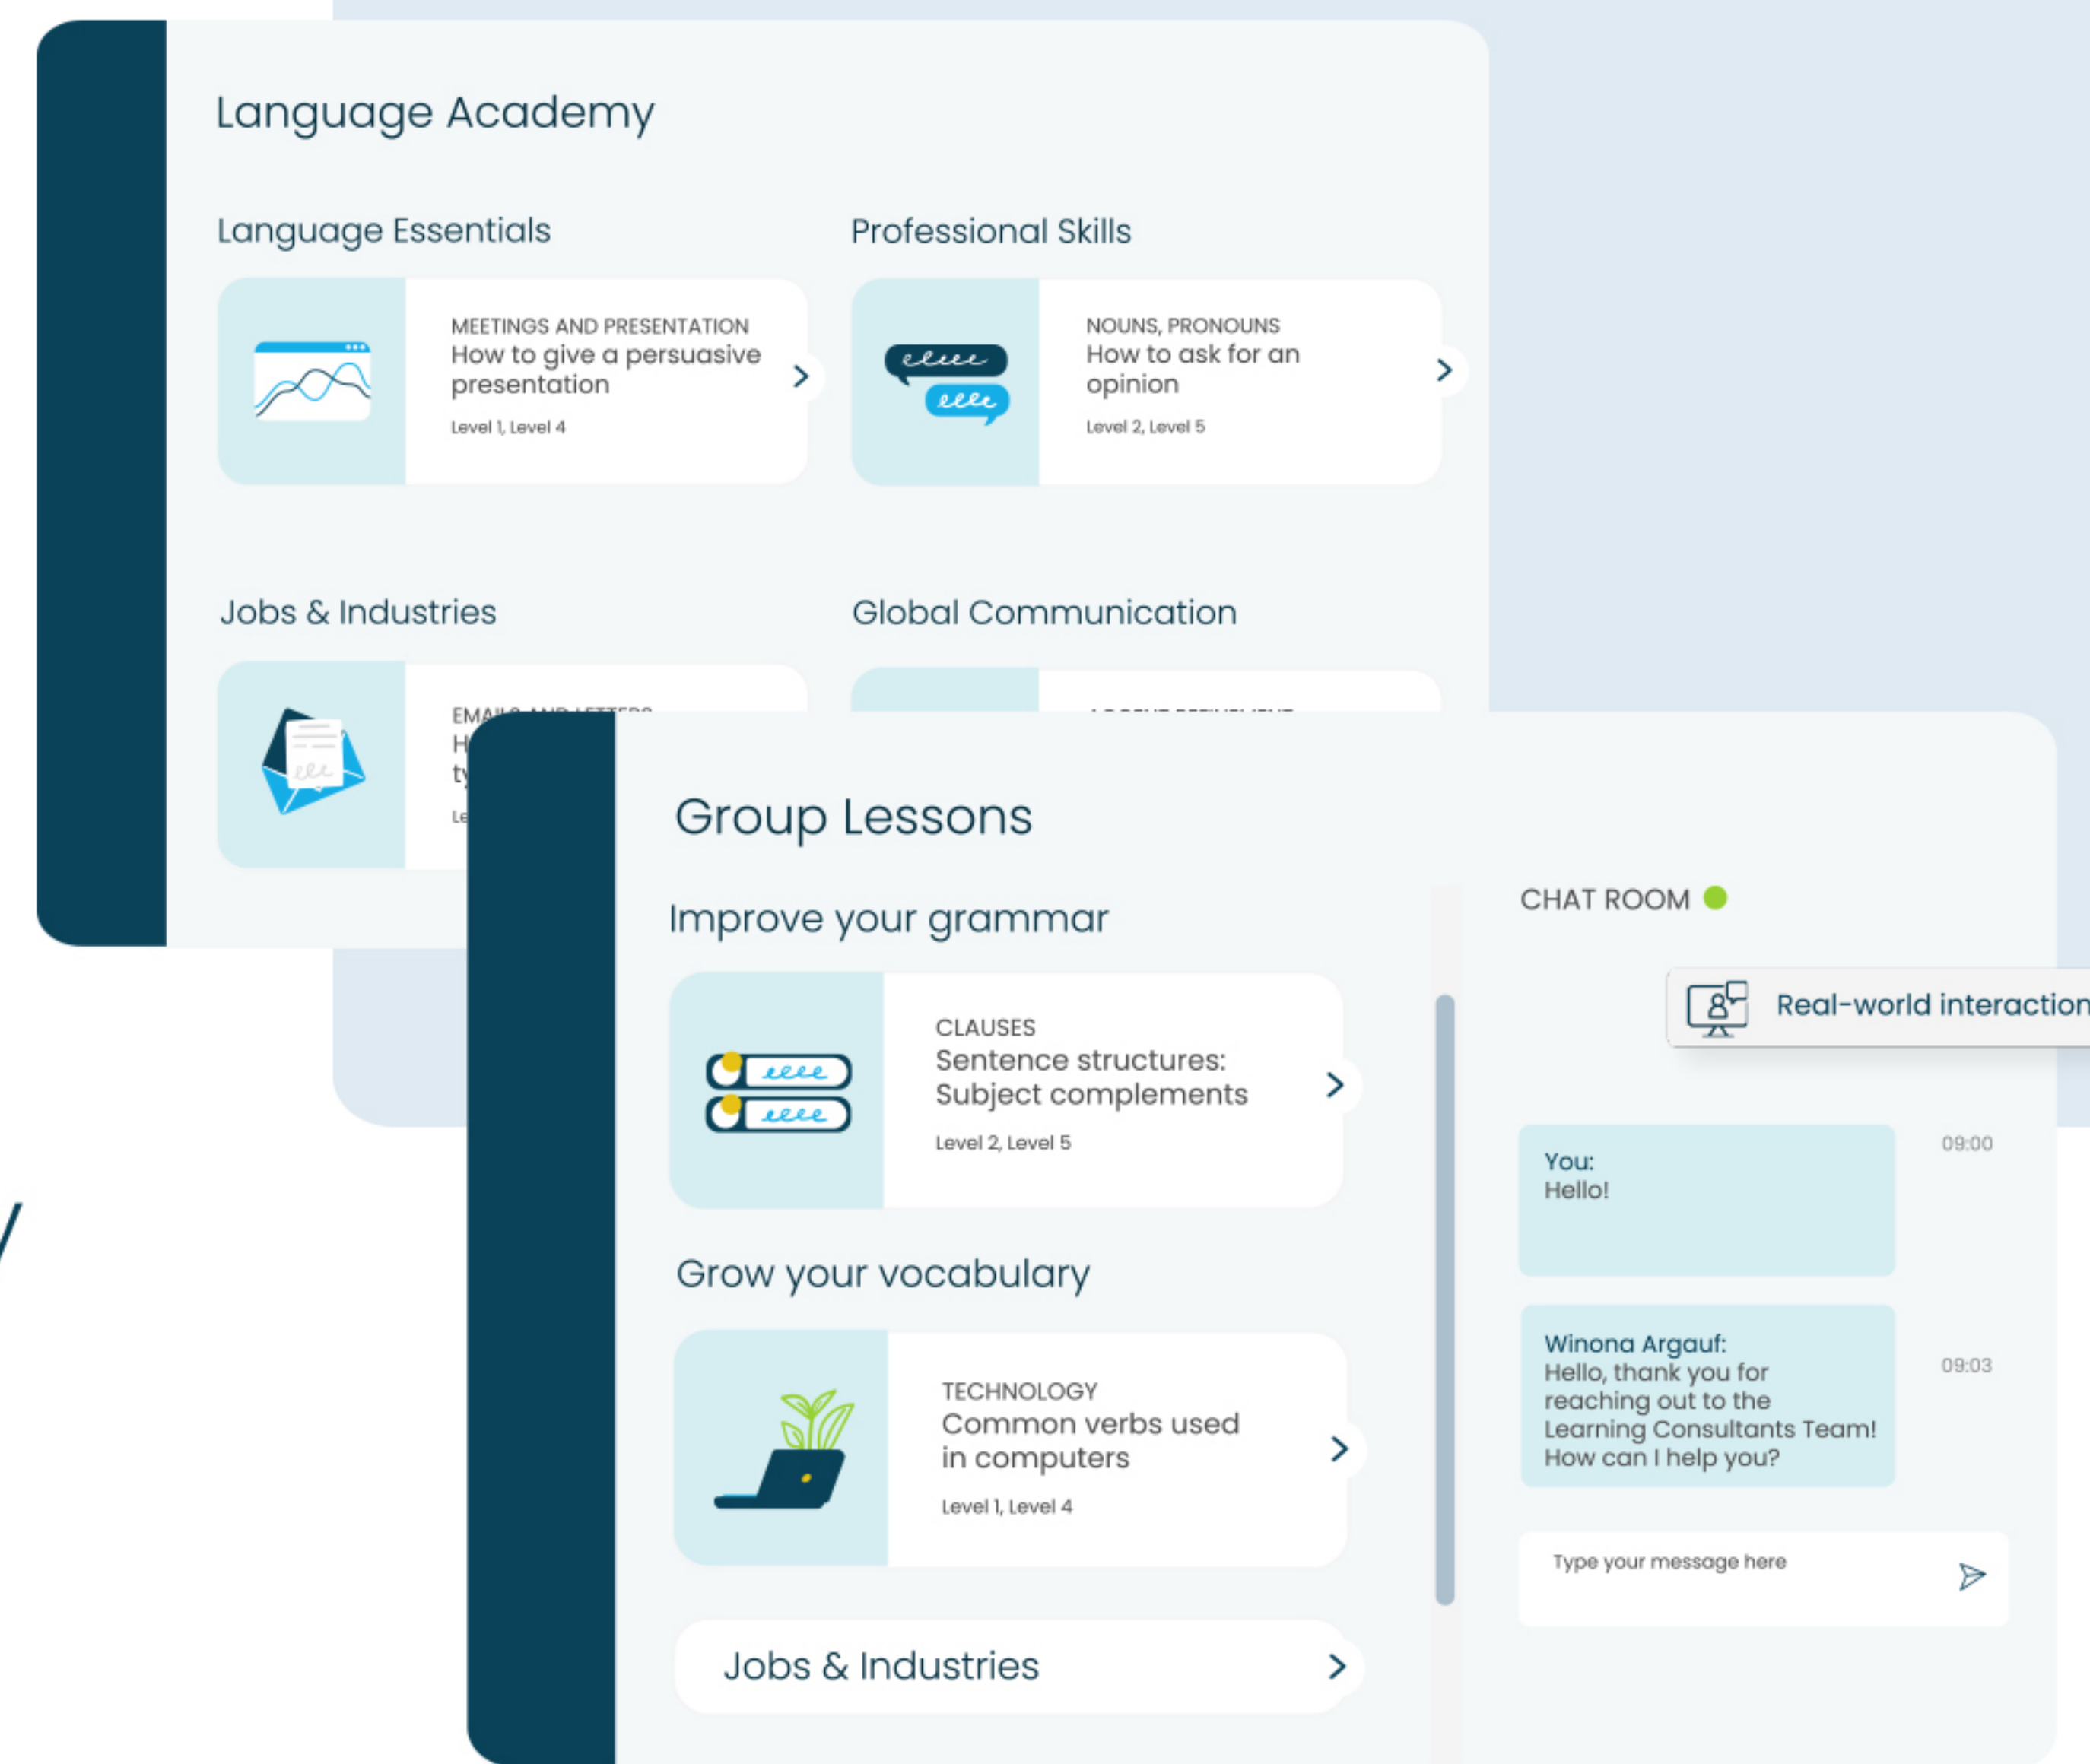 Language Academy
Language Essentials
MEETINGS AND PRESENTATION
How to give a persuasive
presentation
Level 1, Level 4
Professional Skills
NOUNS, PRONOUNS
How to ask for an
opinion
Level 2, Level 5
Jobs & Industries
Global Communication
Group Lessons
Improve your grammar
CLAUSES
Sentence structures:
Subject complements
Level 2, Level 5
Grow your vocabulary
TECHNOLOGY
Common verbs used
in computers
Level 1, Level 4
Jobs & Industries
CHAT ROOM
Real-world interaction
You:
Hello!
09:00
Winona Argauf:
Hello, thank you for
reaching out to the
Learning Consultants Team!
How can I help you?
09:03
Type your message here